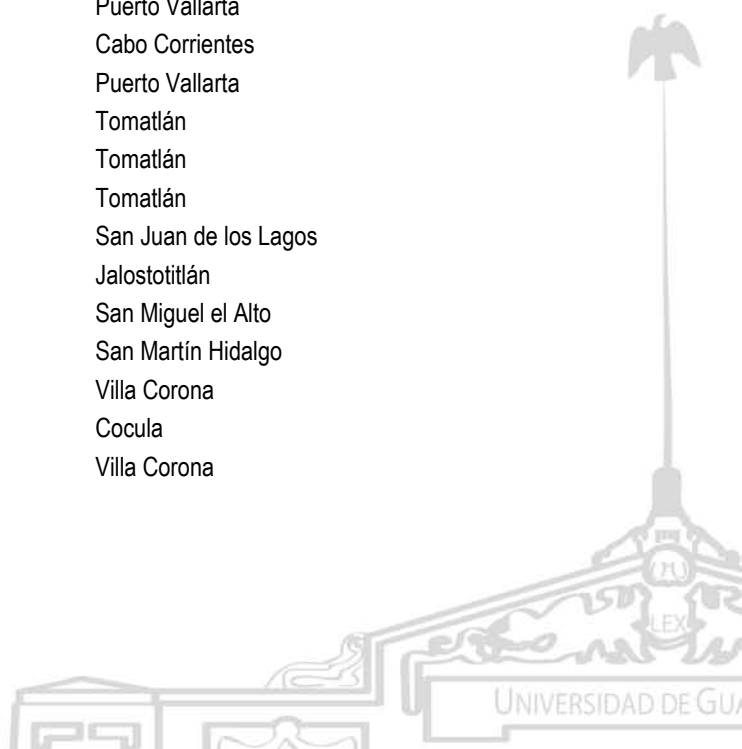 Puerto Vallarta
Cabo Corrientes
Puerto Vallarta
Tomatlán
Tomatlán
Tomatlán
San Juan de los Lagos
Jalostotitlán
San Miguel el Alto
San Martín Hidalgo
Villa Corona
Cocula
Villa Corona
LEX
UNIVERSIDAD DE GUA